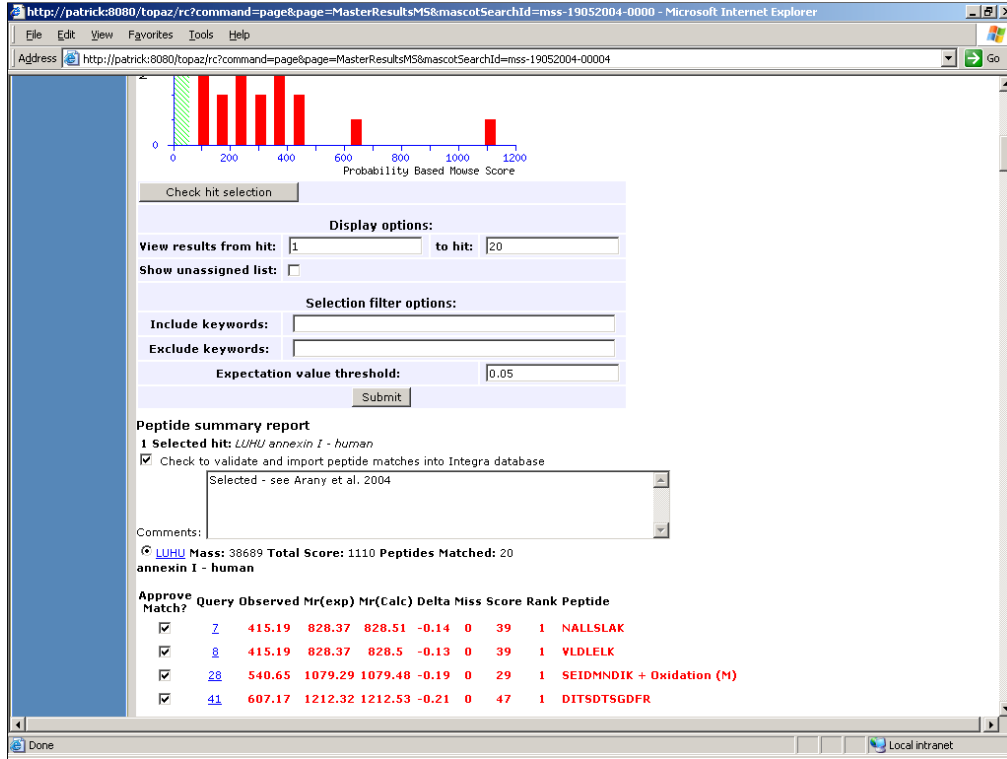 http://patrick:8080/topaz/rc?command=page&page=MasterResultsMS&mascotSearchId=mss-19052004-0000 - Microsoft Internet Explorer
File Edit View Favorites Tools Help
Address http://patrick:8080/topaz/rc?command=page&page=MasterResultsMS&mascotSearchId=mss-19052004-00004 Go
0
0 200 400 600 800 1000 1200
Probability Based Mowse Score
Check hit selection
Display options:
View results from hit: 1 to hit: 20
Show unassigned list:
Selection filter options:
Include keywords:
Exclude keywords:
Expectation value threshold: 0.05
Submit
Peptide summary report
1 Selected hit: LUHU annexin I - human
Check to validate and import peptide matches into Integra database
Selected - see Arany et al. 2004
Comments:
LUHU Mass: 38689 Total Score: 1110 Peptides Matched: 20
annexin I - human
Approve Match? Query Observed Mr(exp) Mr(Calc) Delta Miss Score Rank Peptide
7 415.19 828.37 828.51 -0.14 0 39 1 NALLSLAK
8 415.19 828.37 828.5 -0.13 0 39 1 VLDLELK
28 540.65 1079.29 1079.48 -0.19 0 29 1 SEIDMNDIK + Oxidation (M)
41 607.17 1212.32 1212.53 -0.21 0 47 1 DITSDTSGDFR
Done Local intranet